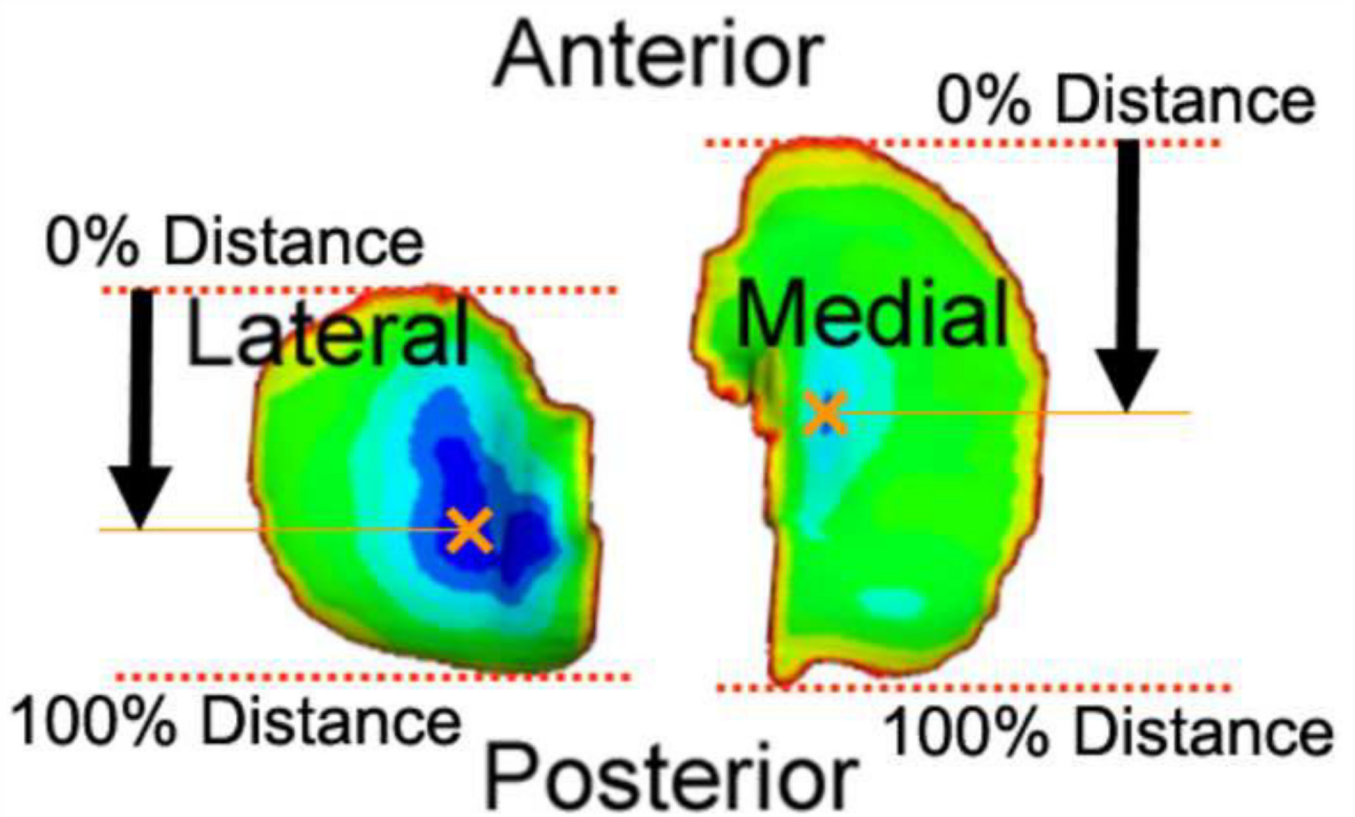 Anterior
0% Distance
0% Distance
Lateral
Medial
100% Distance
100% Distance
Posterior